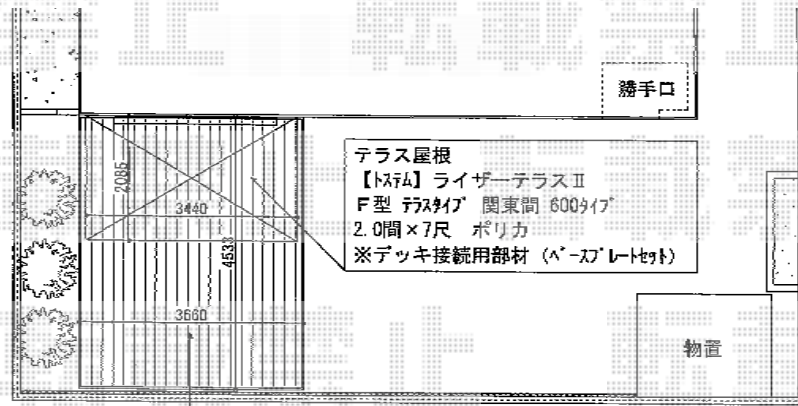 勝手口
テラス屋根
【トステム】ライザーテラスⅡ
F型 テラスタイプ 関東間 600タイプ
2.0間×7尺 ポリカ
※デッキ接続用部材（ベースプレートセット）
2085
3440
4533
3660
物置